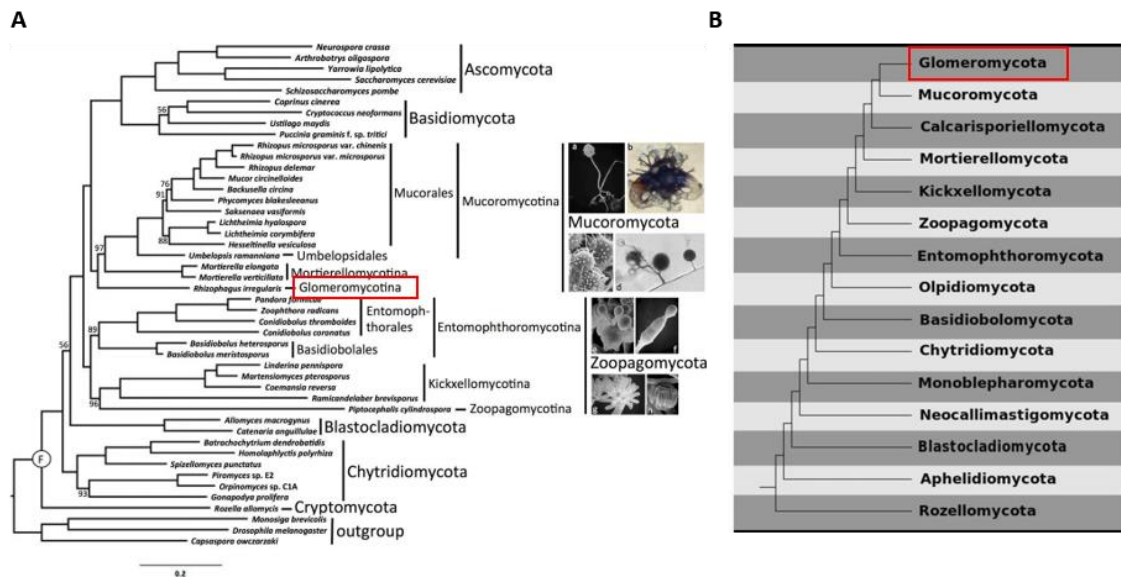 A
Neurospora crassa
Arthrobotrys oligospora
Yarrowia lipolytica
Saccharomyces cerevisiae
Schizosaccharomyces pombe
Ascomycota
56
Coprinus cinerea
Cryptococcus neoformans
Ustilago maydis
Puccinia graminis f. sp. tritici
Basidiomycota
Rhizopus microsporus var. chinenis
Rhizopus microsporus var. microsporus
Rhizopus delemar
Mucor circinelloides
76
Backusella circina
91
Phycomyces blakesleeanus
Saksenaea vasiformis
Lichtheimia hyalospora
Lichtheimia corymbifera
88
Hesseltinella vesiculosa
Mucorales
97
Umbelopsis ramanniana
Umbelopsidales
Mucoromycotina
Mortierella elongata
Mortierella verticillata
Mortierellomycotina
Rhizophagus irregularis
Glomeromycotina
a
b
Mucoromycota
d
Pandora formicae
Zoophthora radicans
Conidiobolus thromboides
Conidiobolus coronatus
Entomoph-
thorales
89
Basidiobolus heterosporus
Basidiobolus meristosporus
Basidiobolales
Entomophthoromycotina
56
Linderina pennispora
Martensiomyces pterosporus
Coemansia reversa
Ramicandelaber brevisporus
Kickxellomycotina
96
Piptocephalis cylindrospora
Zoopagomycotina
Zoopagomycota
Allomyces macrogynus
Catenaria anguillulae
Blastocladiomycota
F
Batrachochytrium dendrobatidis
Homolaphlyctis polyrhiza
Spizellomyces punctatus
Piromyces sp. E2
Orpinomyces sp. C1A
93
Gonapodya prolifera
Chytridiomycota
Rozella allomycis
Cryptomycota
Monosiga brevicolis
Drosophila melanogaster
Capsaspora owczarzaki
outgroup
0.2
B
Glomeromycota
Mucoromycota
Calcarisporiellomycota
Mortierellomycota
Kickxellomycota
Zoopagomycota
Entomophthoromycota
Olpidiomycota
Basidiobolomycota
Chytridiomycota
Monoblepharomycota
Neocallimastigomycota
Blastocladiomycota
Aphelidiomycota
Rozellomycota